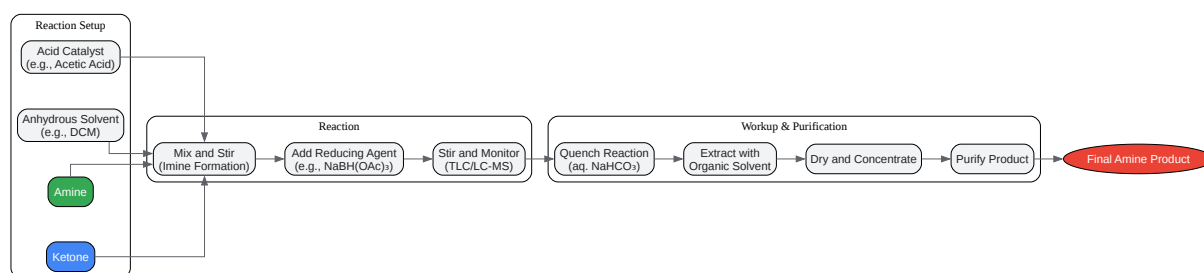 Reaction Setup
Acid Catalyst
(e.g., Acetic Acid)
Anhydrous Solvent
(e.g., DCM)
Amine
Ketone
Reaction
Mix and Stir
(Imine Formation)
Add Reducing Agent
(e.g., NaBH(OAc)₃)
Stir and Monitor
(TLC/LC-MS)
Workup & Purification
Quench Reaction
(aq. NaHCO₃)
Extract with
Organic Solvent
Dry and Concentrate
Purify Product
Final Amine Product